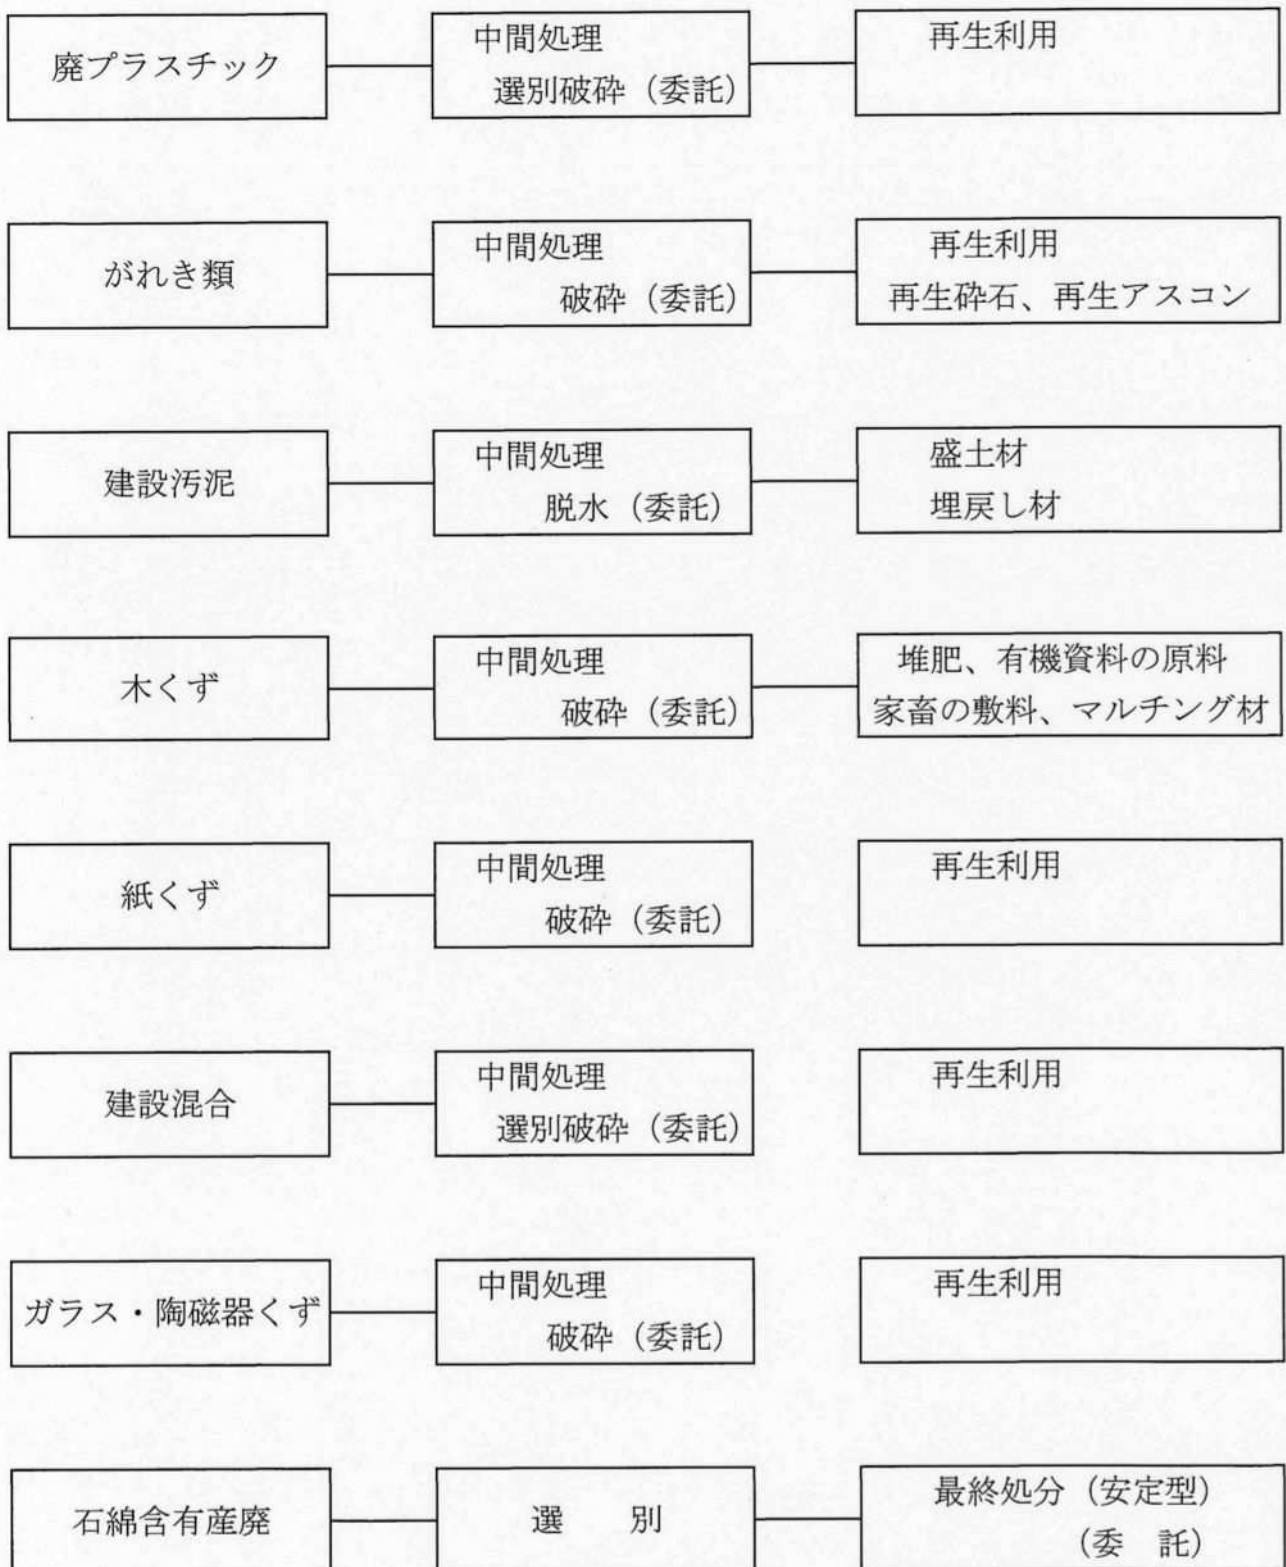 廃プラスチック
中間処理
選別破砕（委託）
再生利用
がれき類
中間処理
破砕（委託）
再生利用
再生砕石、再生アスコン
建設汚泥
中間処理
脱水（委託）
盛土材
埋戻し材
木くず
中間処理
破砕（委託）
堆肥、有機資料の原料
家畜の敷料、マルチング材
紙くず
中間処理
破砕（委託）
再生利用
建設混合
中間処理
選別破砕（委託）
再生利用
ガラス・陶磁器くず
中間処理
破砕（委託）
再生利用
石綿含有産廃
選　別
最終処分（安定型）
（委　託）